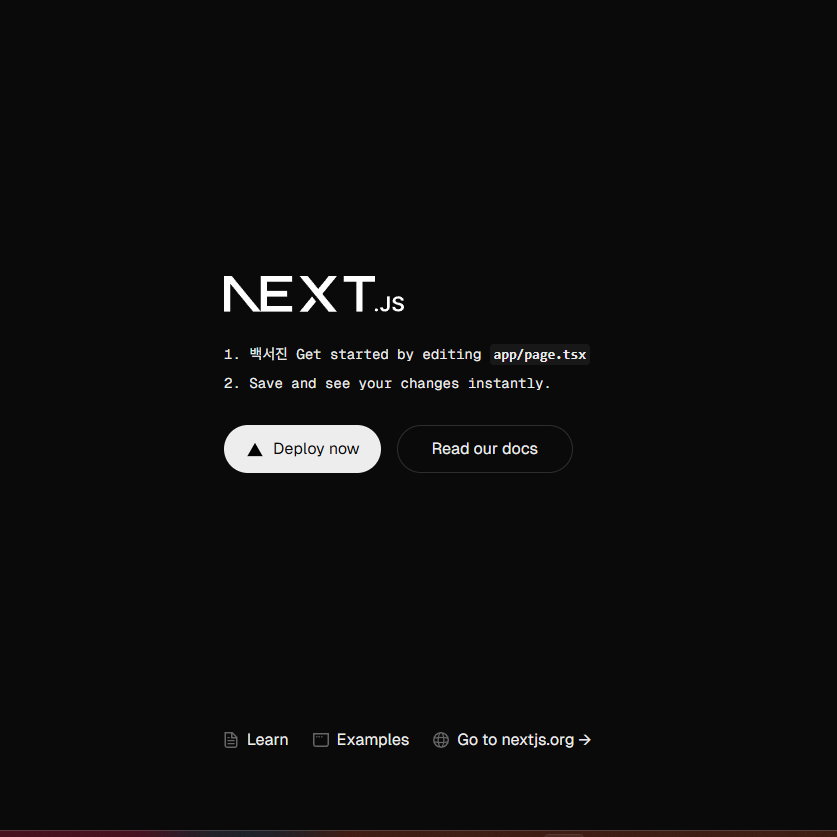 NEXT.JS
1. 백서진 Get started by editing app/page.tsx
2. Save and see your changes instantly.
Deploy now
Read our docs
Learn
Examples
Go to nextjs.org →